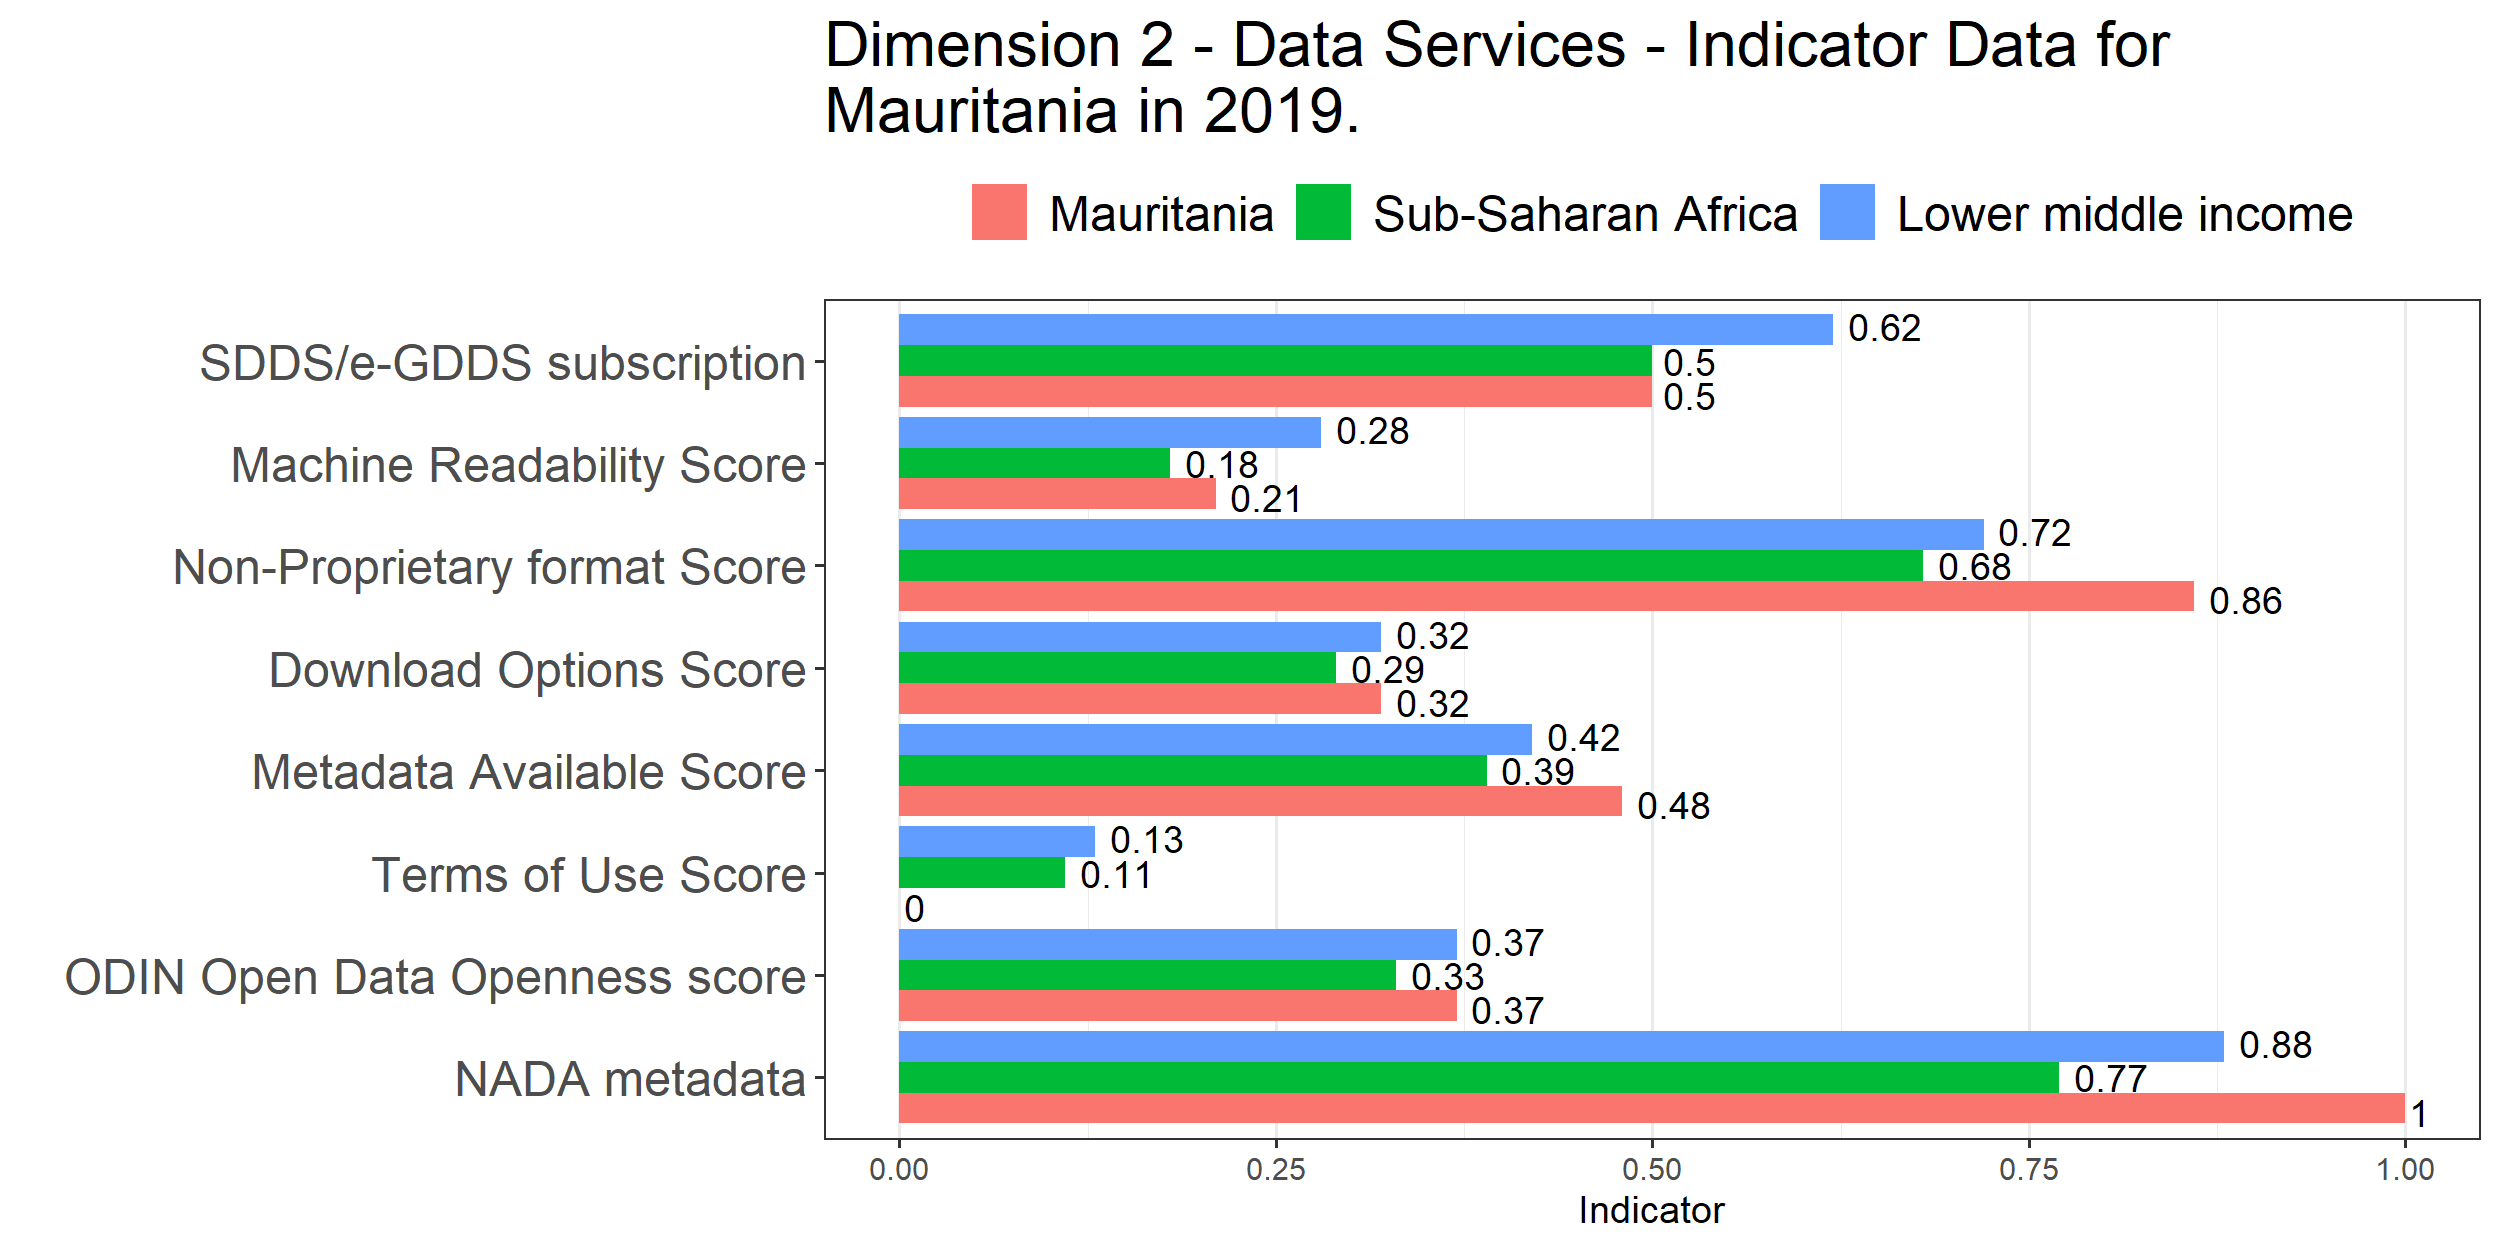 Dimension 2 - Data Services - Indicator Data for
Mauritania in 2019.
Mauritania Sub-Saharan Africa Lower middle income
SDDS/e-GDDS subscription
0.62
0.5
0.5
Machine Readability Score
0.28
0.18
0.21
Non-Proprietary format Score
0.72
0.68
0.86
Download Options Score
0.32
0.29
0.32
Metadata Available Score
0.42
0.39
0.48
Terms of Use Score
0.13
0.11
0
ODIN Open Data Openness score
0.37
0.33
0.37
NADA metadata
0.88
0.77
1
0.00 0.25 0.50 0.75 1.00
Indicator